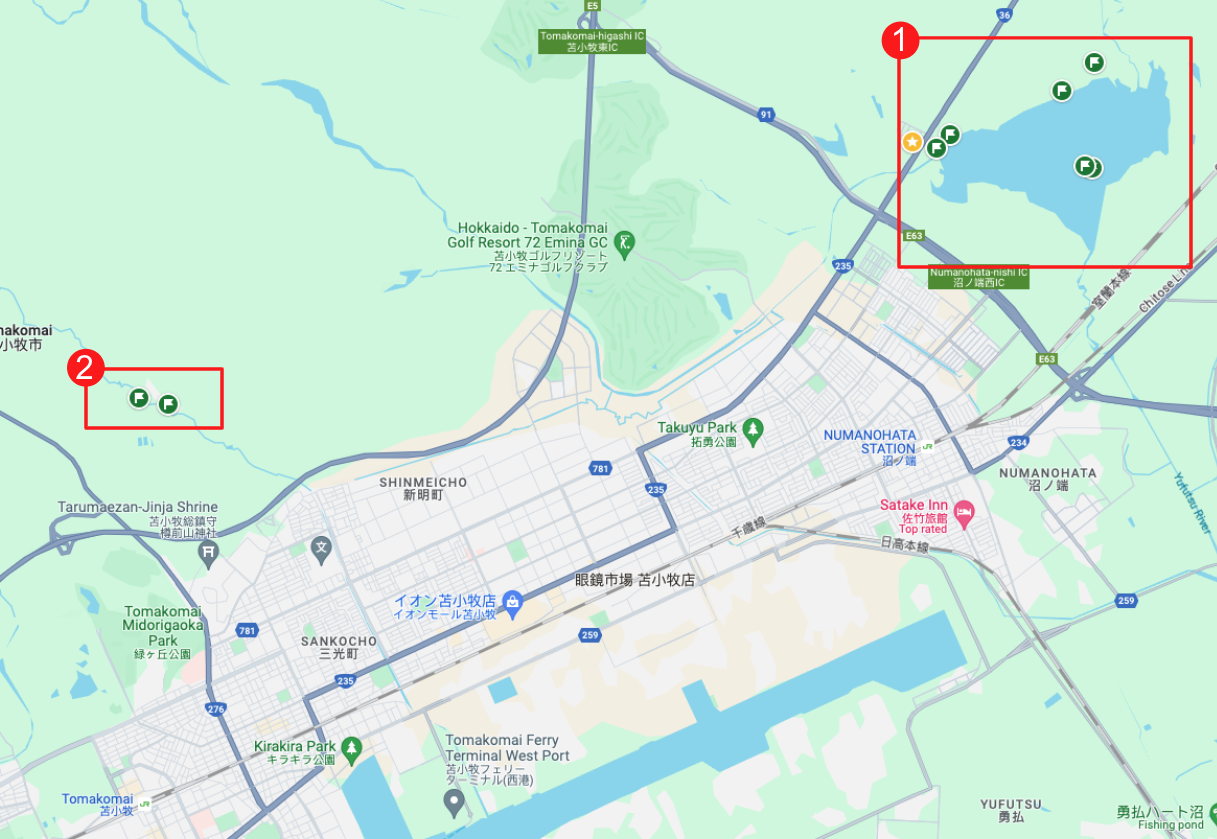 E5
36
Tomakomai-higashi IC
苫小牧東IC
1
91
Hokkaido - Tomakomai
Golf Resort 72 Emina GC
苫小牧ゴルフリゾート
72エミナゴルフクラブ
E63
235
Numanohata-nishi IC
沼ノ端西IC
室蘭本線
Chitose Line
makomai
小牧市
2
E63
Takuyu Park
拓勇公園
NUMANOHATA
STATION
沼ノ端
JR
234
NUMANOHATA
沼ノ端
781
235
SHINMEICHO
新明町
Yufutsu River
Tarumaezan-Jinja Shrine
苫小牧総鎮守
樽前山神社
文
Satake Inn
佐竹旅館
Top rated
千歳線
日高本線
眼鏡市場 苫小牧店
イオン苫小牧店
イオンモール苫小牧
259
259
Tomakomai
Midorigaoka
Park
緑ヶ丘公園
781
SANKOCHO
三光町
235
276
Kirakira Park
キラキラ公園
Tomakomai Ferry
Terminal West Port
苫小牧フェリー
ターミナル(西港)
Tomakomai
苫小牧
JR
YUFUTSU
勇払
勇払ハート沼
Fishing pond